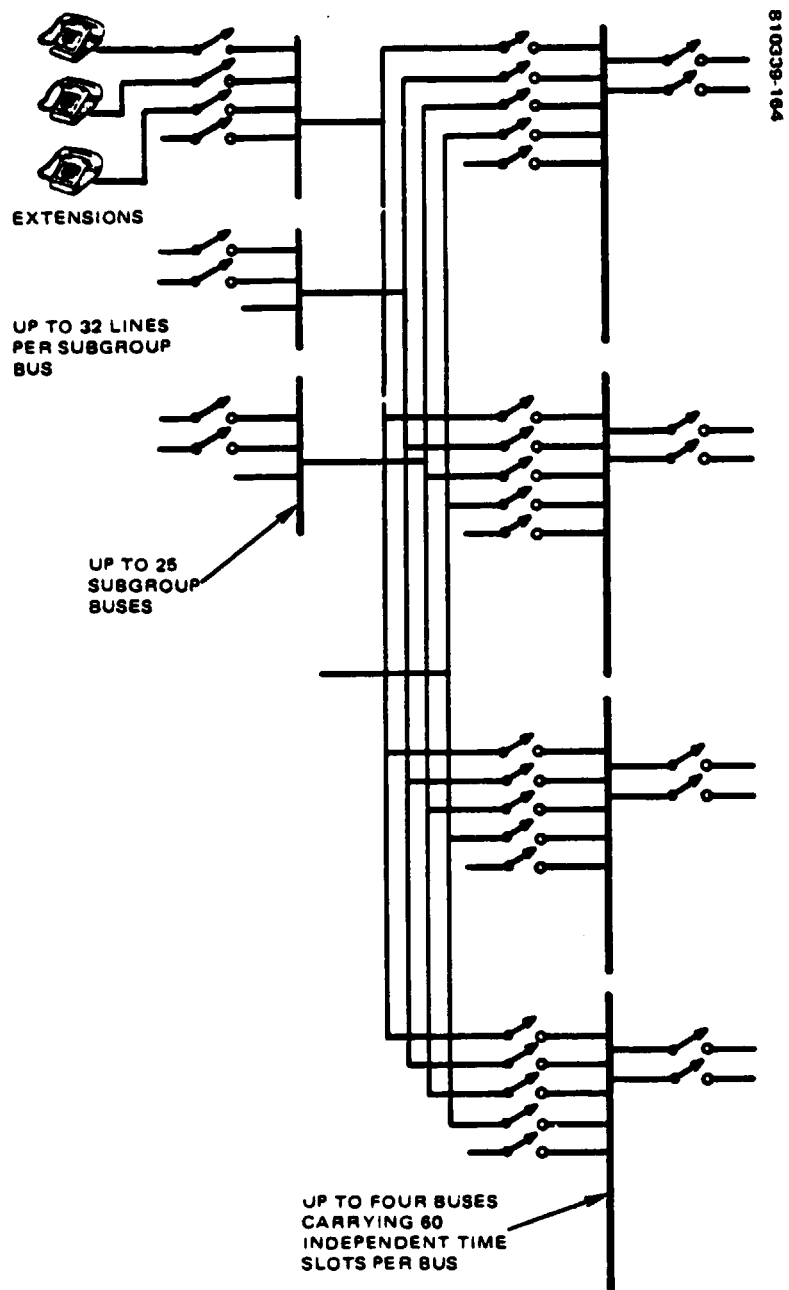 810339-164
EXTENSIONS
UP TO 32 LINES
PER SUBGROUP
BUS
UP TO 25
SUBGROUP
BUSES
UP TO FOUR BUSES
CARRYING 60
INDEPENDENT TIME
SLOTS PER BUS